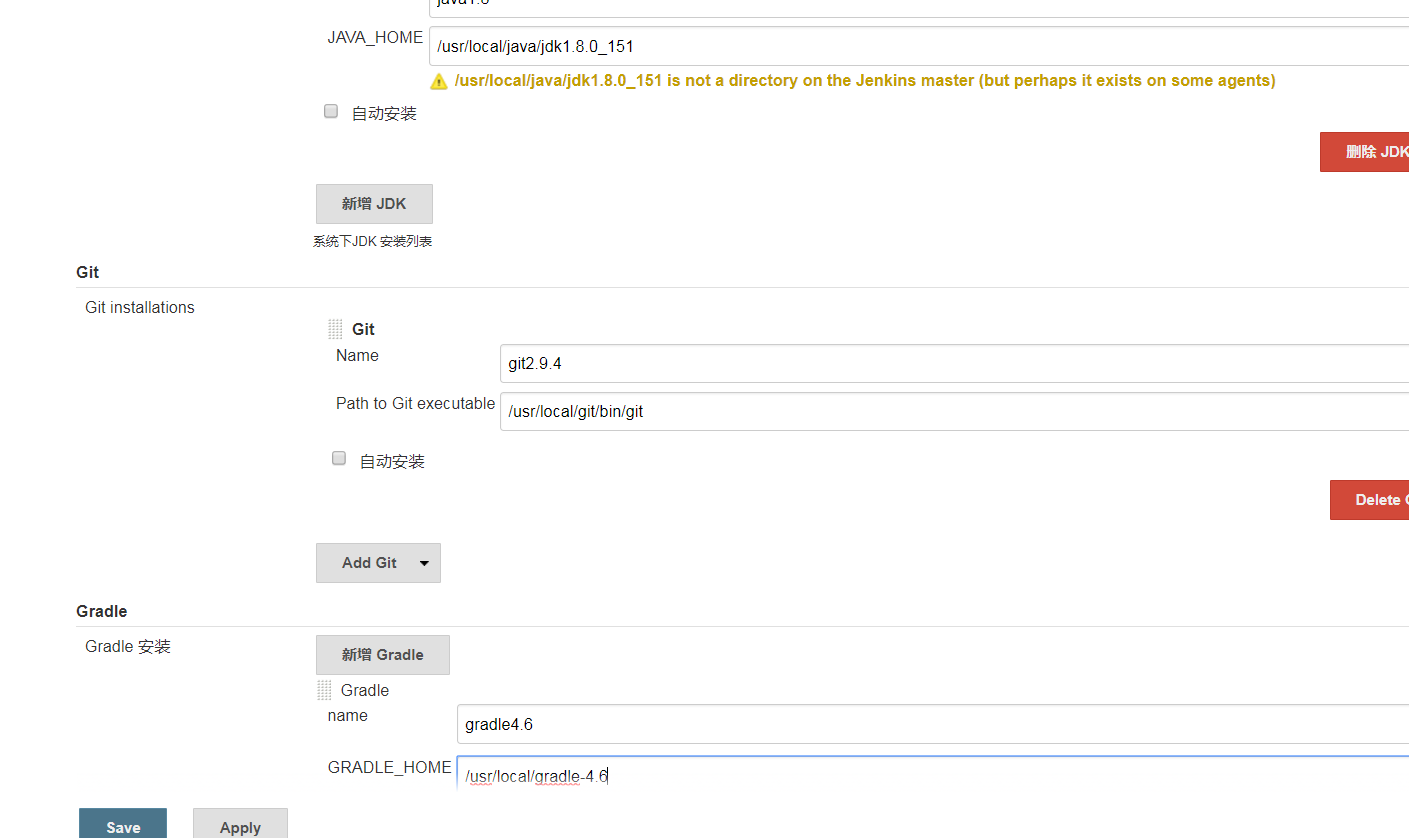 java1.8
JAVA_HOME
/usr/local/java/jdk1.8.0_151
/usr/local/java/jdk1.8.0_151 is not a directory on the Jenkins master (but perhaps it exists on some agents)
自动安装
删除 JDK
新增 JDK
系统下JDK 安装列表
Git
Git installations
Git
Name
git2.9.4
Path to Git executable
/usr/local/git/bin/git
自动安装
Delete
Add Git
Gradle
Gradle 安装
新增 Gradle
Gradle
name
gradle4.6
GRADLE_HOME
/usr/local/gradle-4.6
Save
Apply